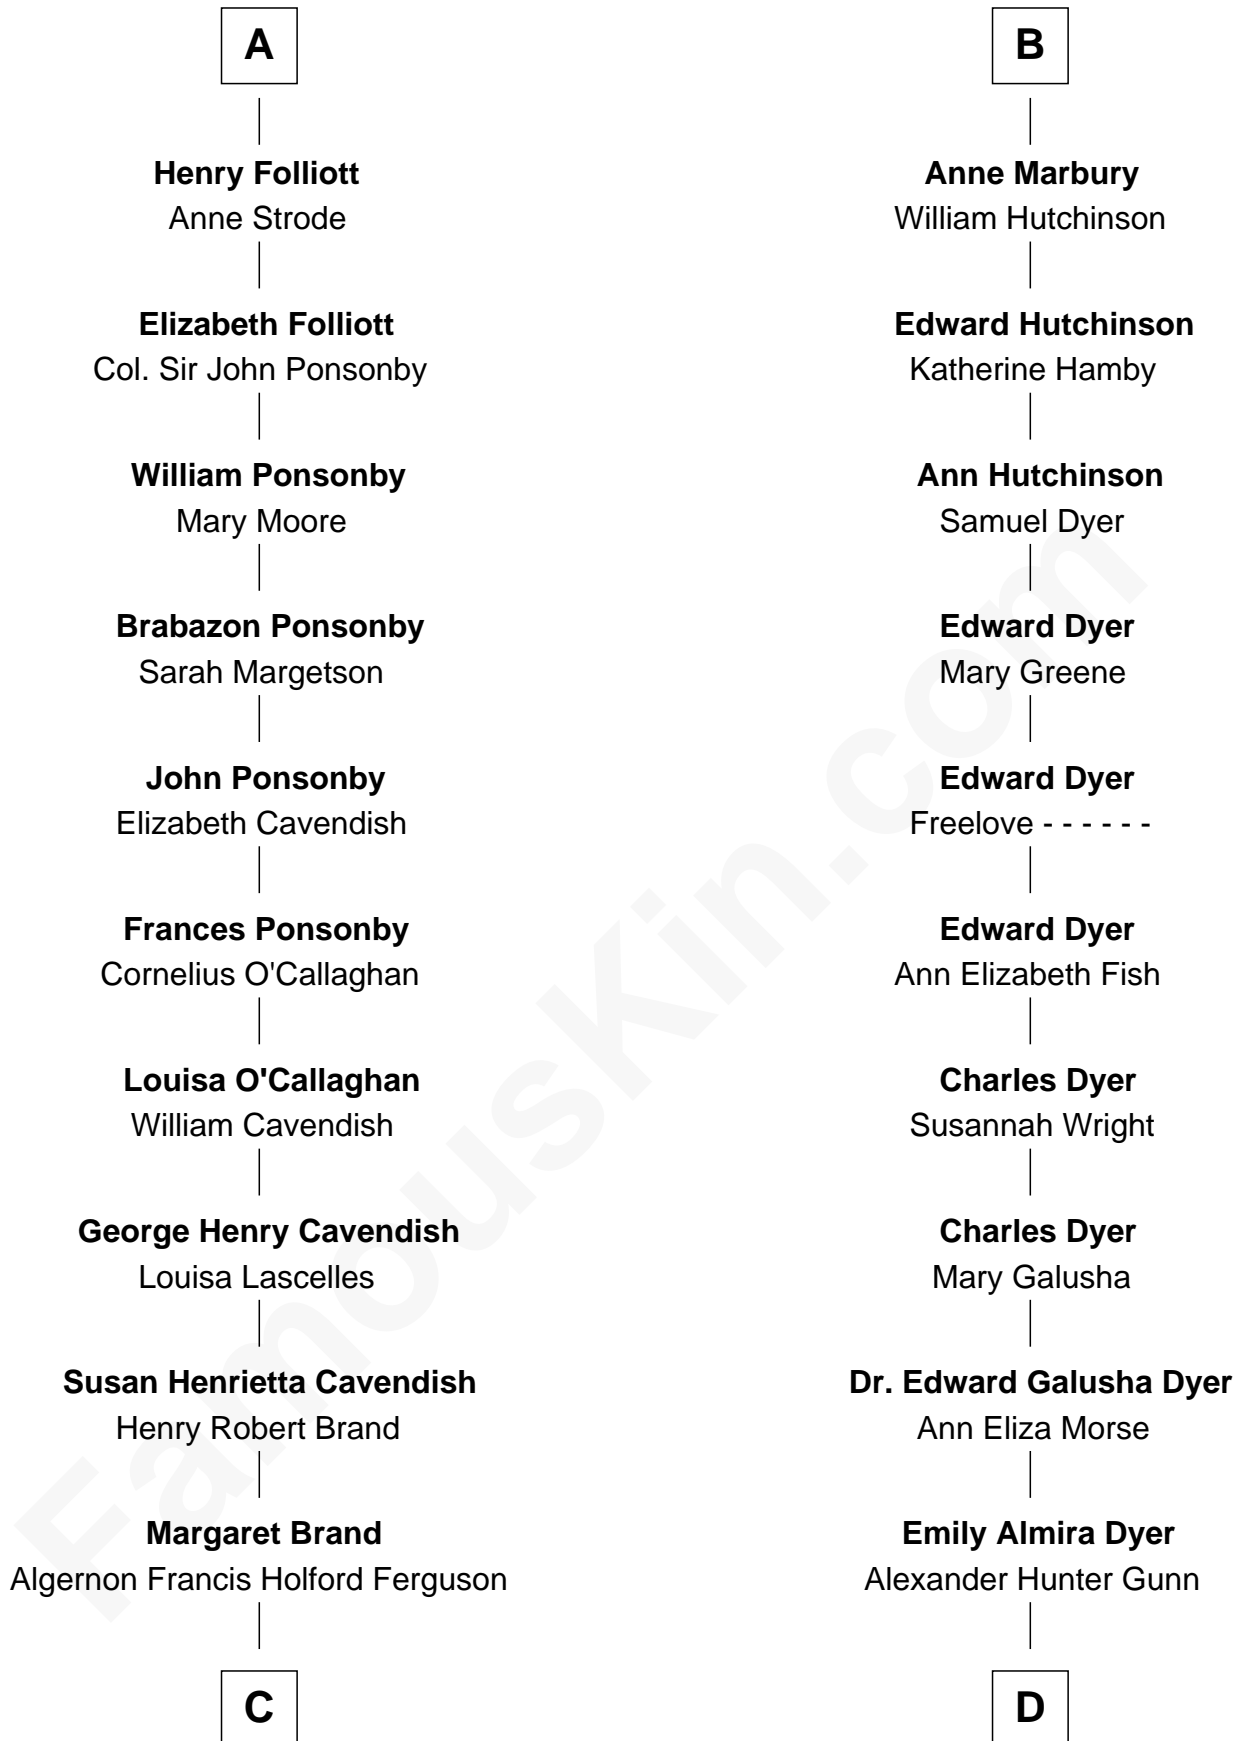 A
Henry Folliott
Anne Strode
Elizabeth Folliott
Col. Sir John Ponsonby
William Ponsonby
Mary Moore
Brabazon Ponsonby
Sarah Margetson
John Ponsonby
Elizabeth Cavendish
Frances Ponsonby
Cornelius O'Callaghan
Louisa O'Callaghan
William Cavendish
George Henry Cavendish
Louisa Lascelles
Susan Henrietta Cavendish
Henry Robert Brand
Margaret Brand
Algernon Francis Holford Ferguson
C
B
Anne Marbury
William Hutchinson
Edward Hutchinson
Katherine Hamby
Ann Hutchinson
Samuel Dyer
Edward Dyer
Mary Greene
Edward Dyer
Freelove - - - - - -
Edward Dyer
Ann Elizabeth Fish
Charles Dyer
Susannah Wright
Charles Dyer
Mary Galusha
Dr. Edward Galusha Dyer
Ann Eliza Morse
Emily Almira Dyer
Alexander Hunter Gunn
D
FamousKin.com